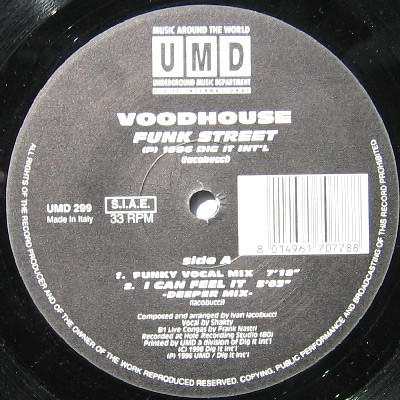 MUSIC AROUND THE WORLD
UMD
UNDERGROUND MUSIC DEPARTMENT
VOODHOUSE
FUNK STREET
(P) 1996 DIG IT INT'L
(Iacobucci)
UMD 299
Made in Italy
S.I.A.E.
33 RPM
8 014961 707788
side A
1. FUNKY VOCAL MIX 7'18"
2. I CAN FEEL IT 5'03"
-DEEPER MIX-
(Iacobucci)
Composed and arranged by Ivan Iacobucci
Vocal by Shakty
B1 Live Congas by Frank Nastri
Recorded at Hole Recording Studio (BO)
Printed by UMD a division of Dig It Int'l
(C) 1996 Dig It Int'l
(P) 1996 UMD / Dig It Int'l
ALL RIGHTS OF THE RECORD PRODUCER AND OF THE OWNER OF THE WORK REPRODUCED RESERVED. COPYING, PUBLIC PERFORMANCE AND BROADCASTING OF THIS RECORD PROHIBITED